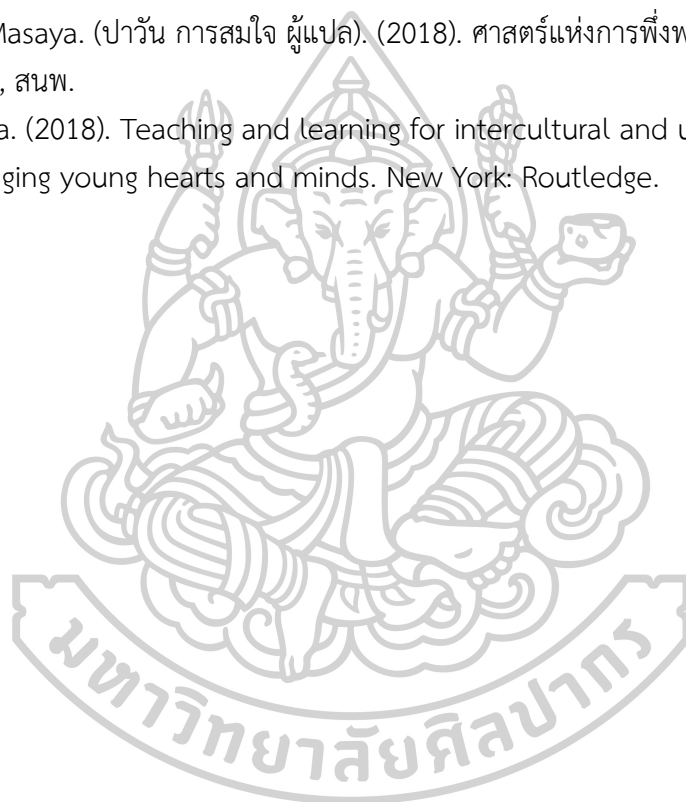 Masaya. (ปาวัน การสมใจ ผู้แปล). (2018). ศาสตร์แห่งการพึ่งพ
, สนพ.
a. (2018). Teaching and learning for intercultural and u
ging young hearts and minds. New York: Routledge.
มหาวิทยาลัยศิลปากร